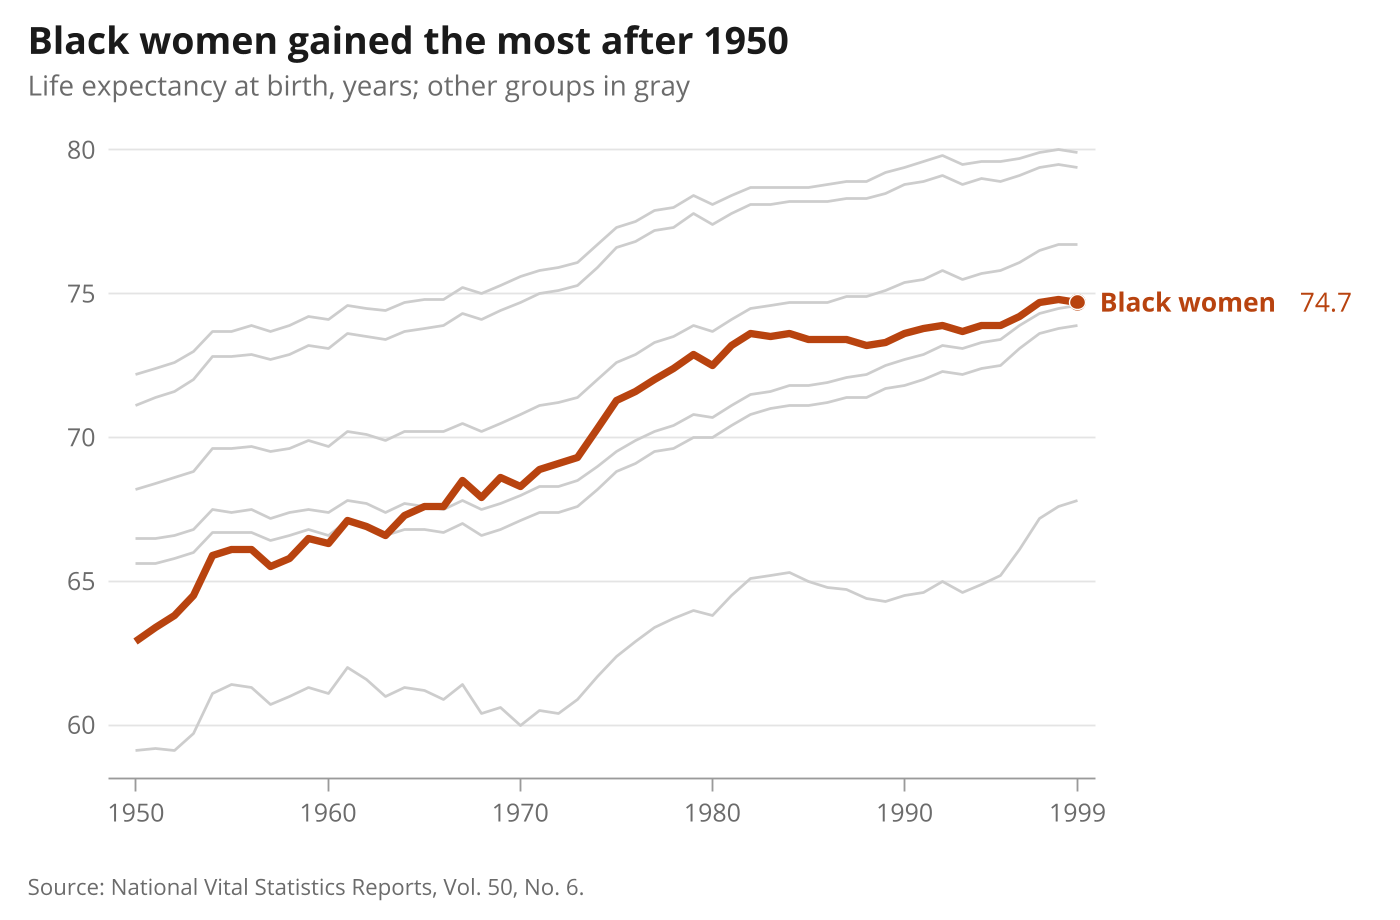 Black women gained the most after 1950
Life expectancy at birth, years; other groups in gray
80
75
70
65
60
Black women 74.7
1950 1960 1970 1980 1990 1999
Source: National Vital Statistics Reports, Vol. 50, No. 6.